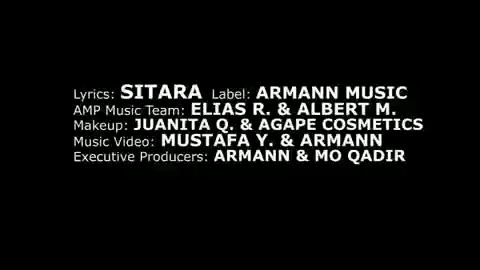 Lyrics: SITARA Label: ARMANN MUSIC
AMP Music Team: ELIAS R. & ALBERT M.
Makeup: JUANITA Q. & AGAPE COSMETICS
Music Video: MUSTAFA Y. & ARMANN
Executive Producers: ARMANN & MO QADIR